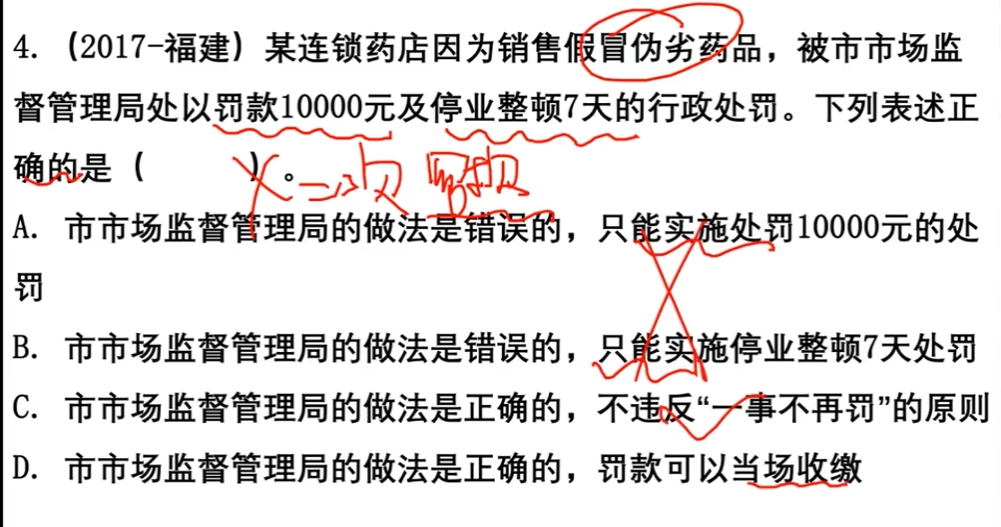 4. (2017-福建) 某连锁药店因为销售假冒伪劣药品，被市市场监
督管理局处以罚款10000元及停业整顿7天的行政处罚。下列表述正
确的是（    ）。
A. 市市场监督管理局的做法是错误的，只能实施处罚10000元的处
罚
B. 市市场监督管理局的做法是错误的，只能实施停业整顿7天处罚
C. 市市场监督管理局的做法是正确的，不违反“一事不再罚”的原则
D. 市市场监督管理局的做法是正确的，罚款可以当场收缴